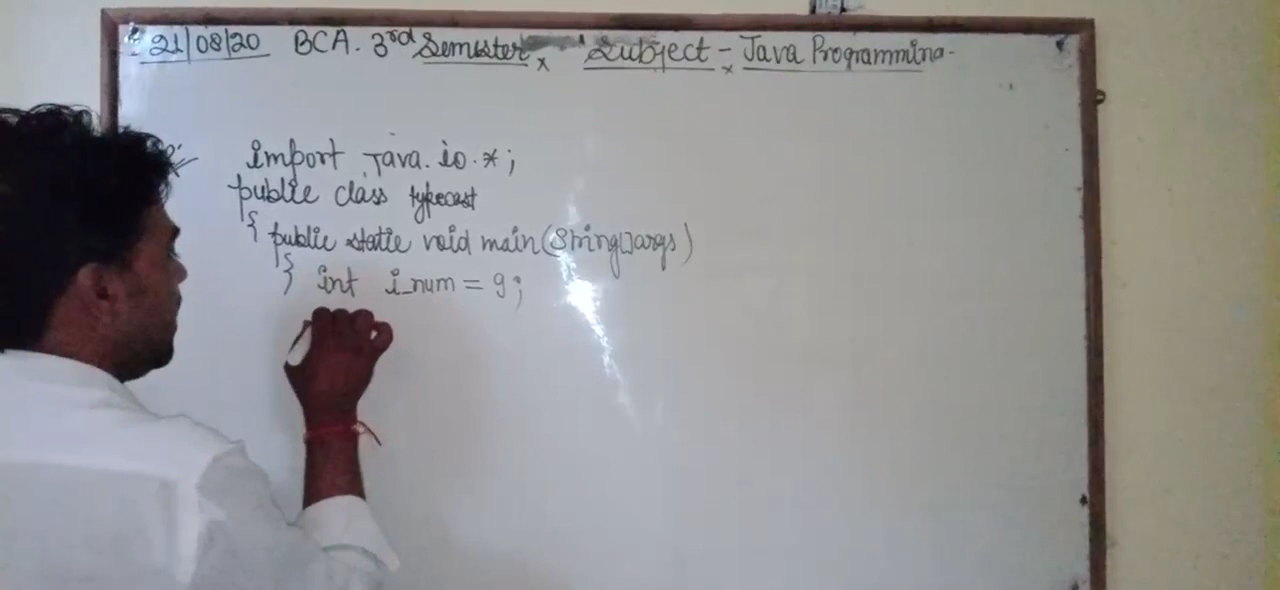 21/08/20 BCA. 3rd Semester Subject - Java Programming.
import java.io.*;
public class typecast
{ public static void main(String[]args)
{ int i_num = 9;